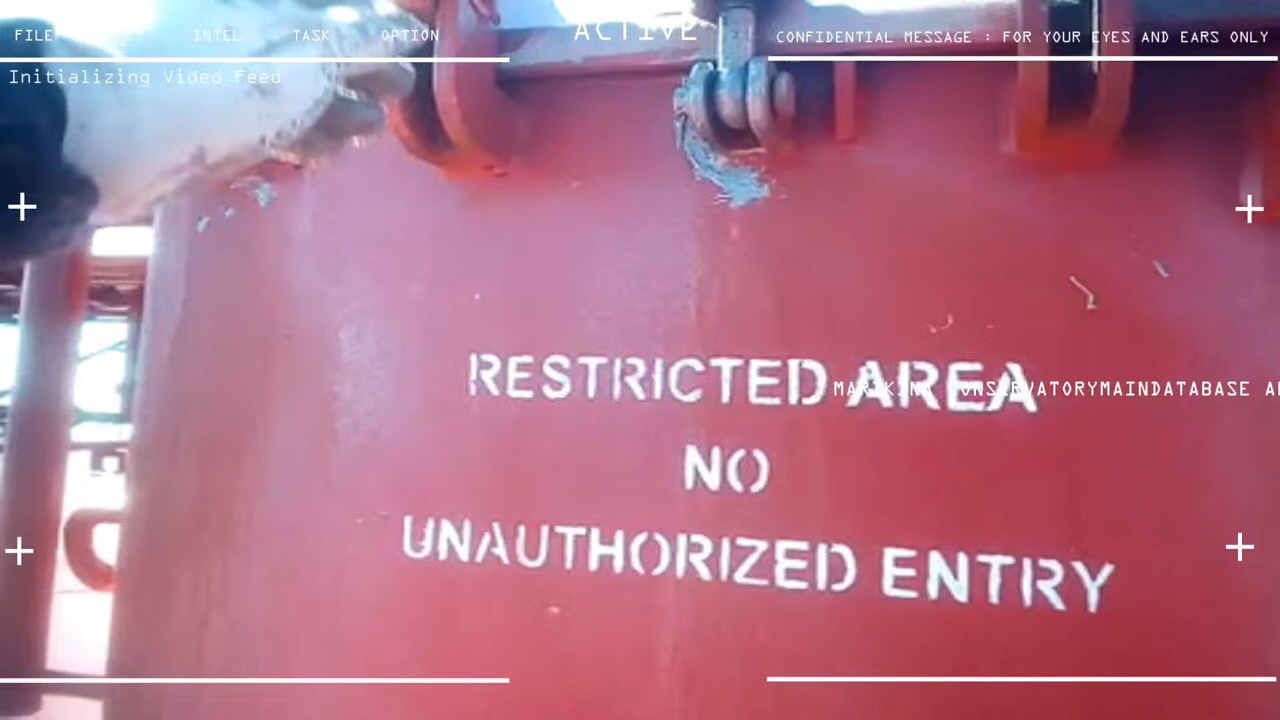 FILE INTEL TASK OPTION
ACTIVE
CONFIDENTIAL MESSAGE : FOR YOUR EYES AND EARS ONLY
Initializing Video Feed
RESTRICTED AREA
NO
UNAUTHORIZED ENTRY